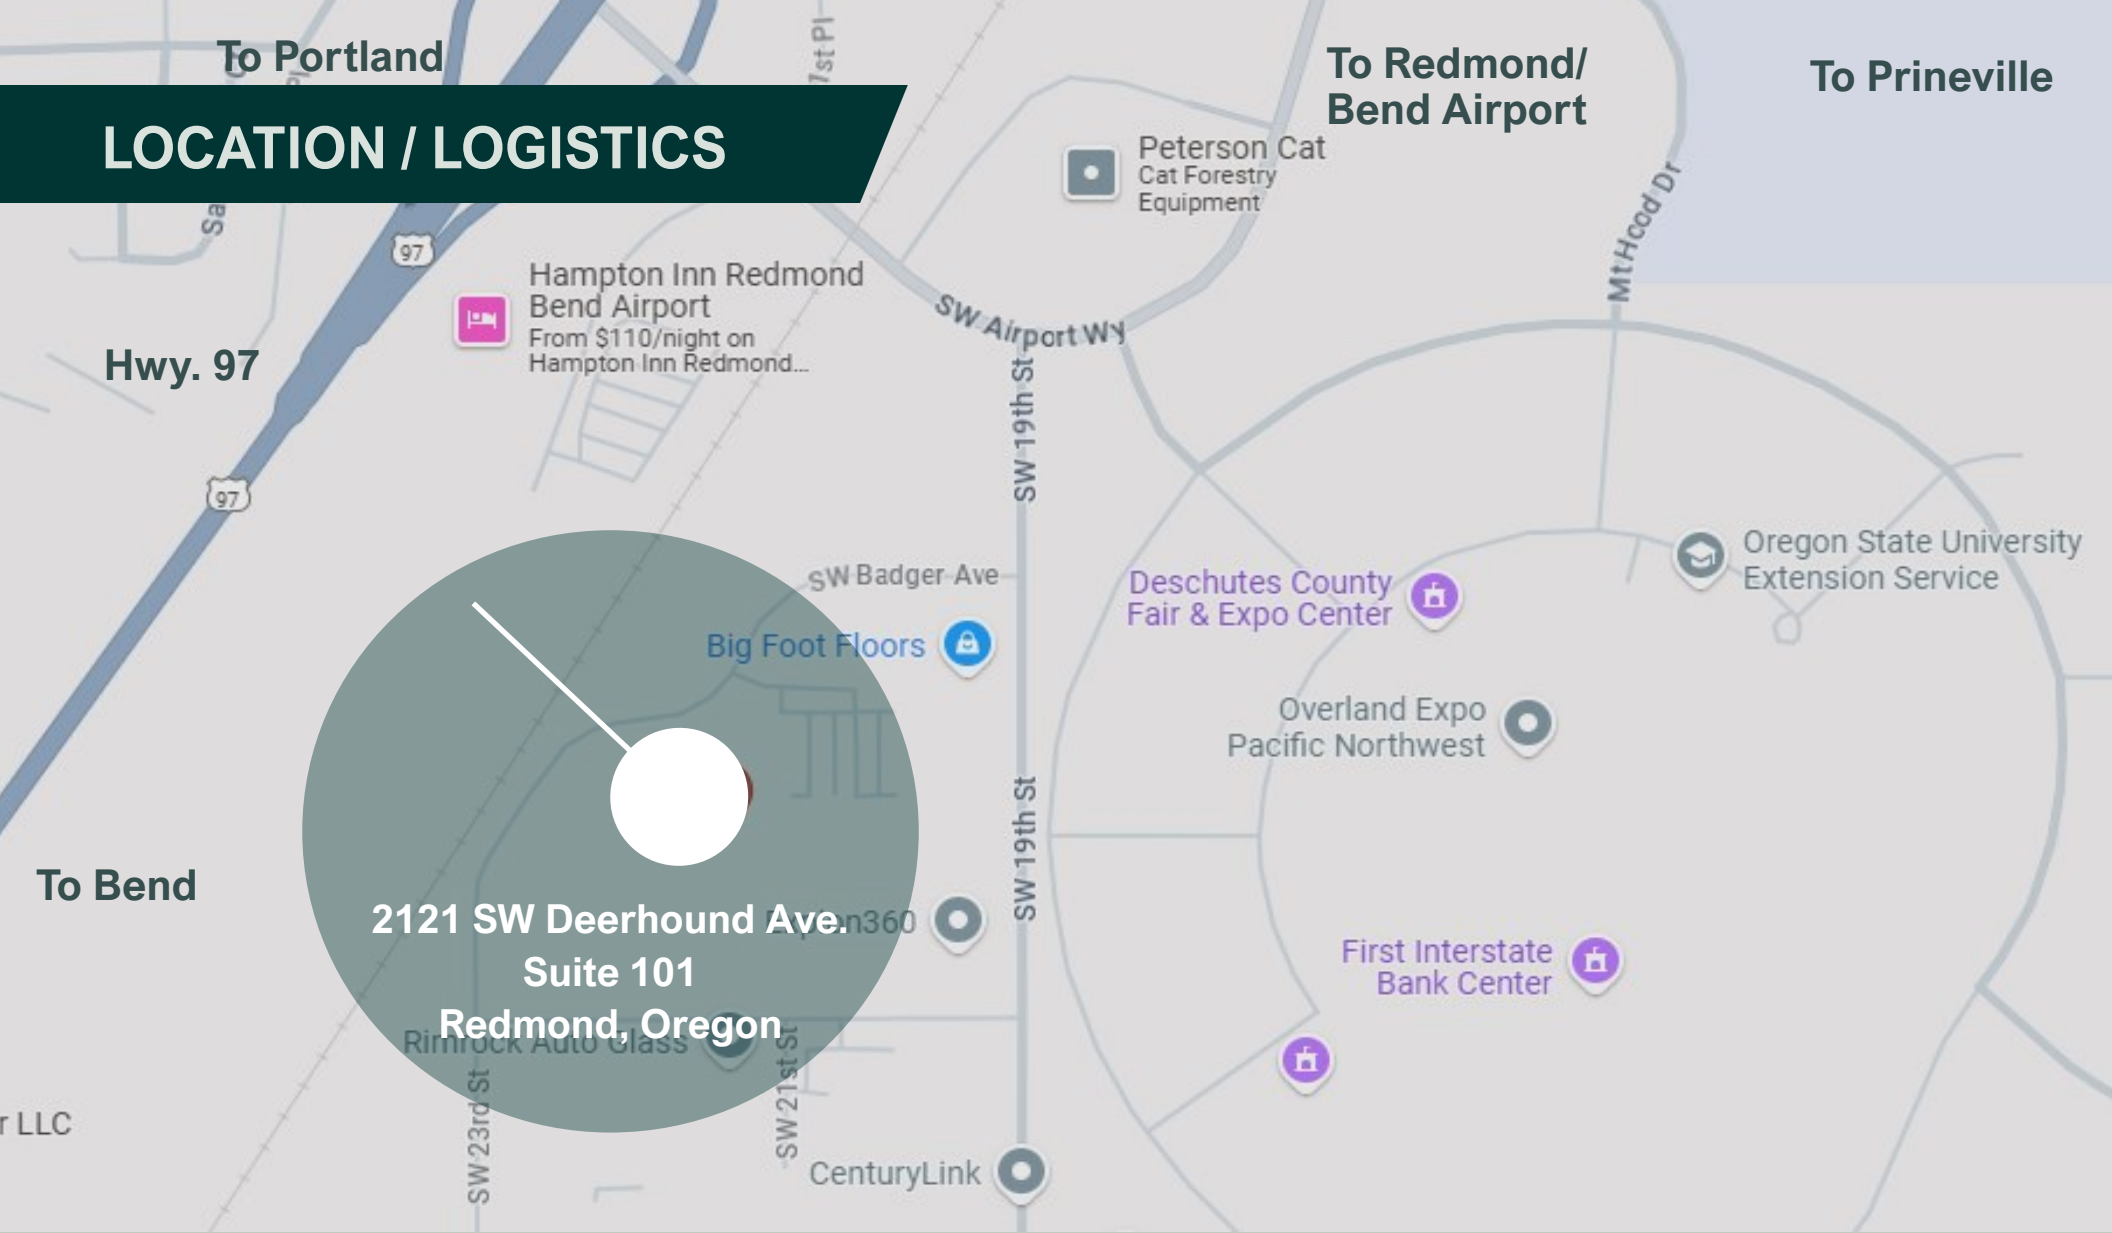 To Portland
LOCATION / LOGISTICS
To Redmond/
Bend Airport
To Prineville
Peterson Cat
Cat Forestry
Equipment
Mt Hood Dr
97
Hampton Inn Redmond
Bend Airport
From $110/night on
Hampton Inn Redmond...
SW Airport Wy
Hwy. 97
SW 19th St
97
SW Badger Ave
Big Foot Floors
Deschutes County
Fair & Expo Center
Oregon State University
Extension Service
Overland Expo
Pacific Northwest
SW 19th St
To Bend
2121 SW Deerhound Ave.
Suite 101
Redmond, Oregon
Rimrock Auto Glass
First Interstate
Bank Center
SW 23rd St
SW 21st St
r LLC
CenturyLink